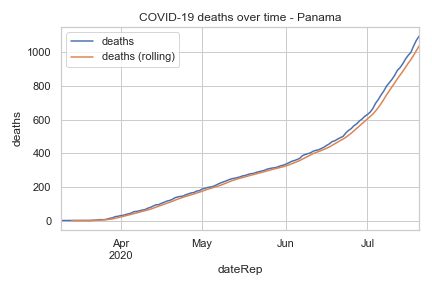 COVID-19 deaths over time - Panama
deaths
deaths (rolling)
1000
800
600
400
200
0
deaths
Apr
2020
May
Jun
Jul
dateRep